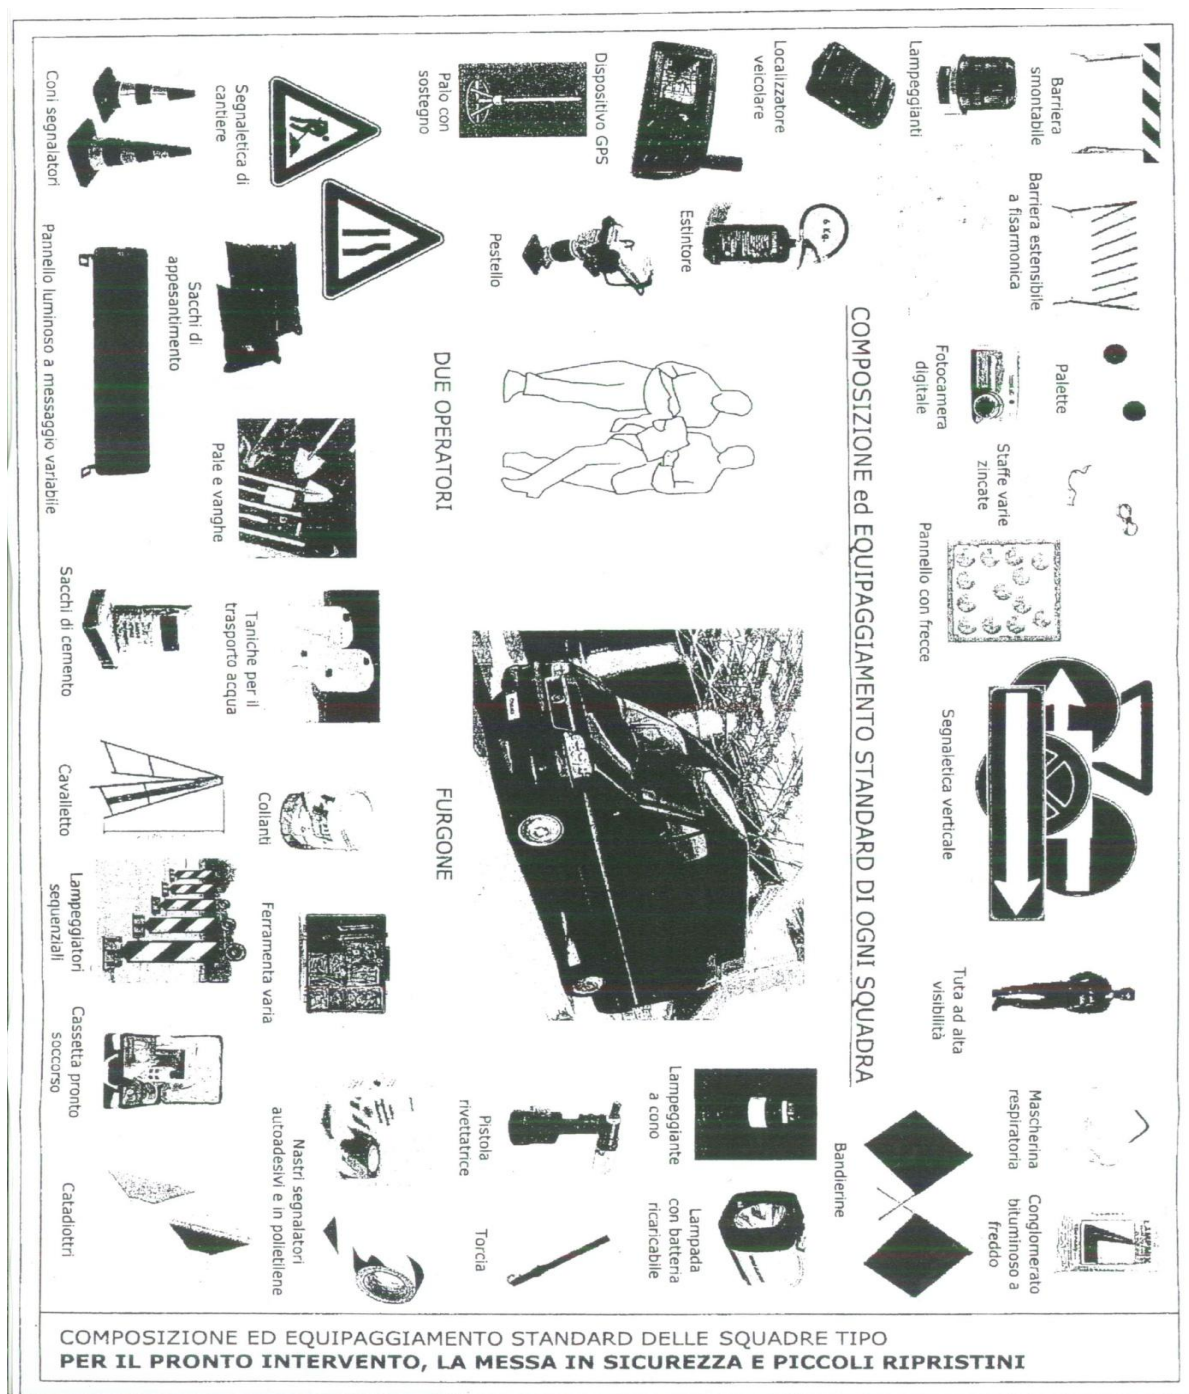 COMPOSIZIONE ed EQUIPAGGIAMENTO STANDARD DI OGNI SQUADRA
Barriera
smontabile
Barriera estensibile
a fisarmonica
Palette
Staffe varie
zincate
Pannello con frecce
Segnaletica verticale
Tuta ad alta
visibilità
Mascherina
respiratoria
Conglomerato
bituminoso a
freddo
Lampeggianti
Fotocamera
digitale
Localizzatore
veicolare
Bandierine
Dispositivo GPS
Estintore
6 Kg.
Lampeggiante
a cono
Lampada
con batteria
ricaricabile
Palo con
sostegno
Pestello
DUE OPERATORI
FURGONE
Pistola
rivettatrice
Torcia
Segnaletica di
cantiere
Sacchi di
appesantimento
Pale e vanghe
Taniche per il
trasporto acqua
Collanti
Ferramenta varia
Nastri segnalatori
autoadesivi e in polietilene
Coni segnalatori
Pannello luminoso a messaggio variabile
Sacchi di cemento
Cavalletto
Lampeggiatori
sequenziali
Cassetta pronto
soccorso
Catadiottri
COMPOSIZIONE ED EQUIPAGGIAMENTO STANDARD DELLE SQUADRE TIPO
PER IL PRONTO INTERVENTO, LA MESSA IN SICUREZZA E PICCOLI RIPRISTINI